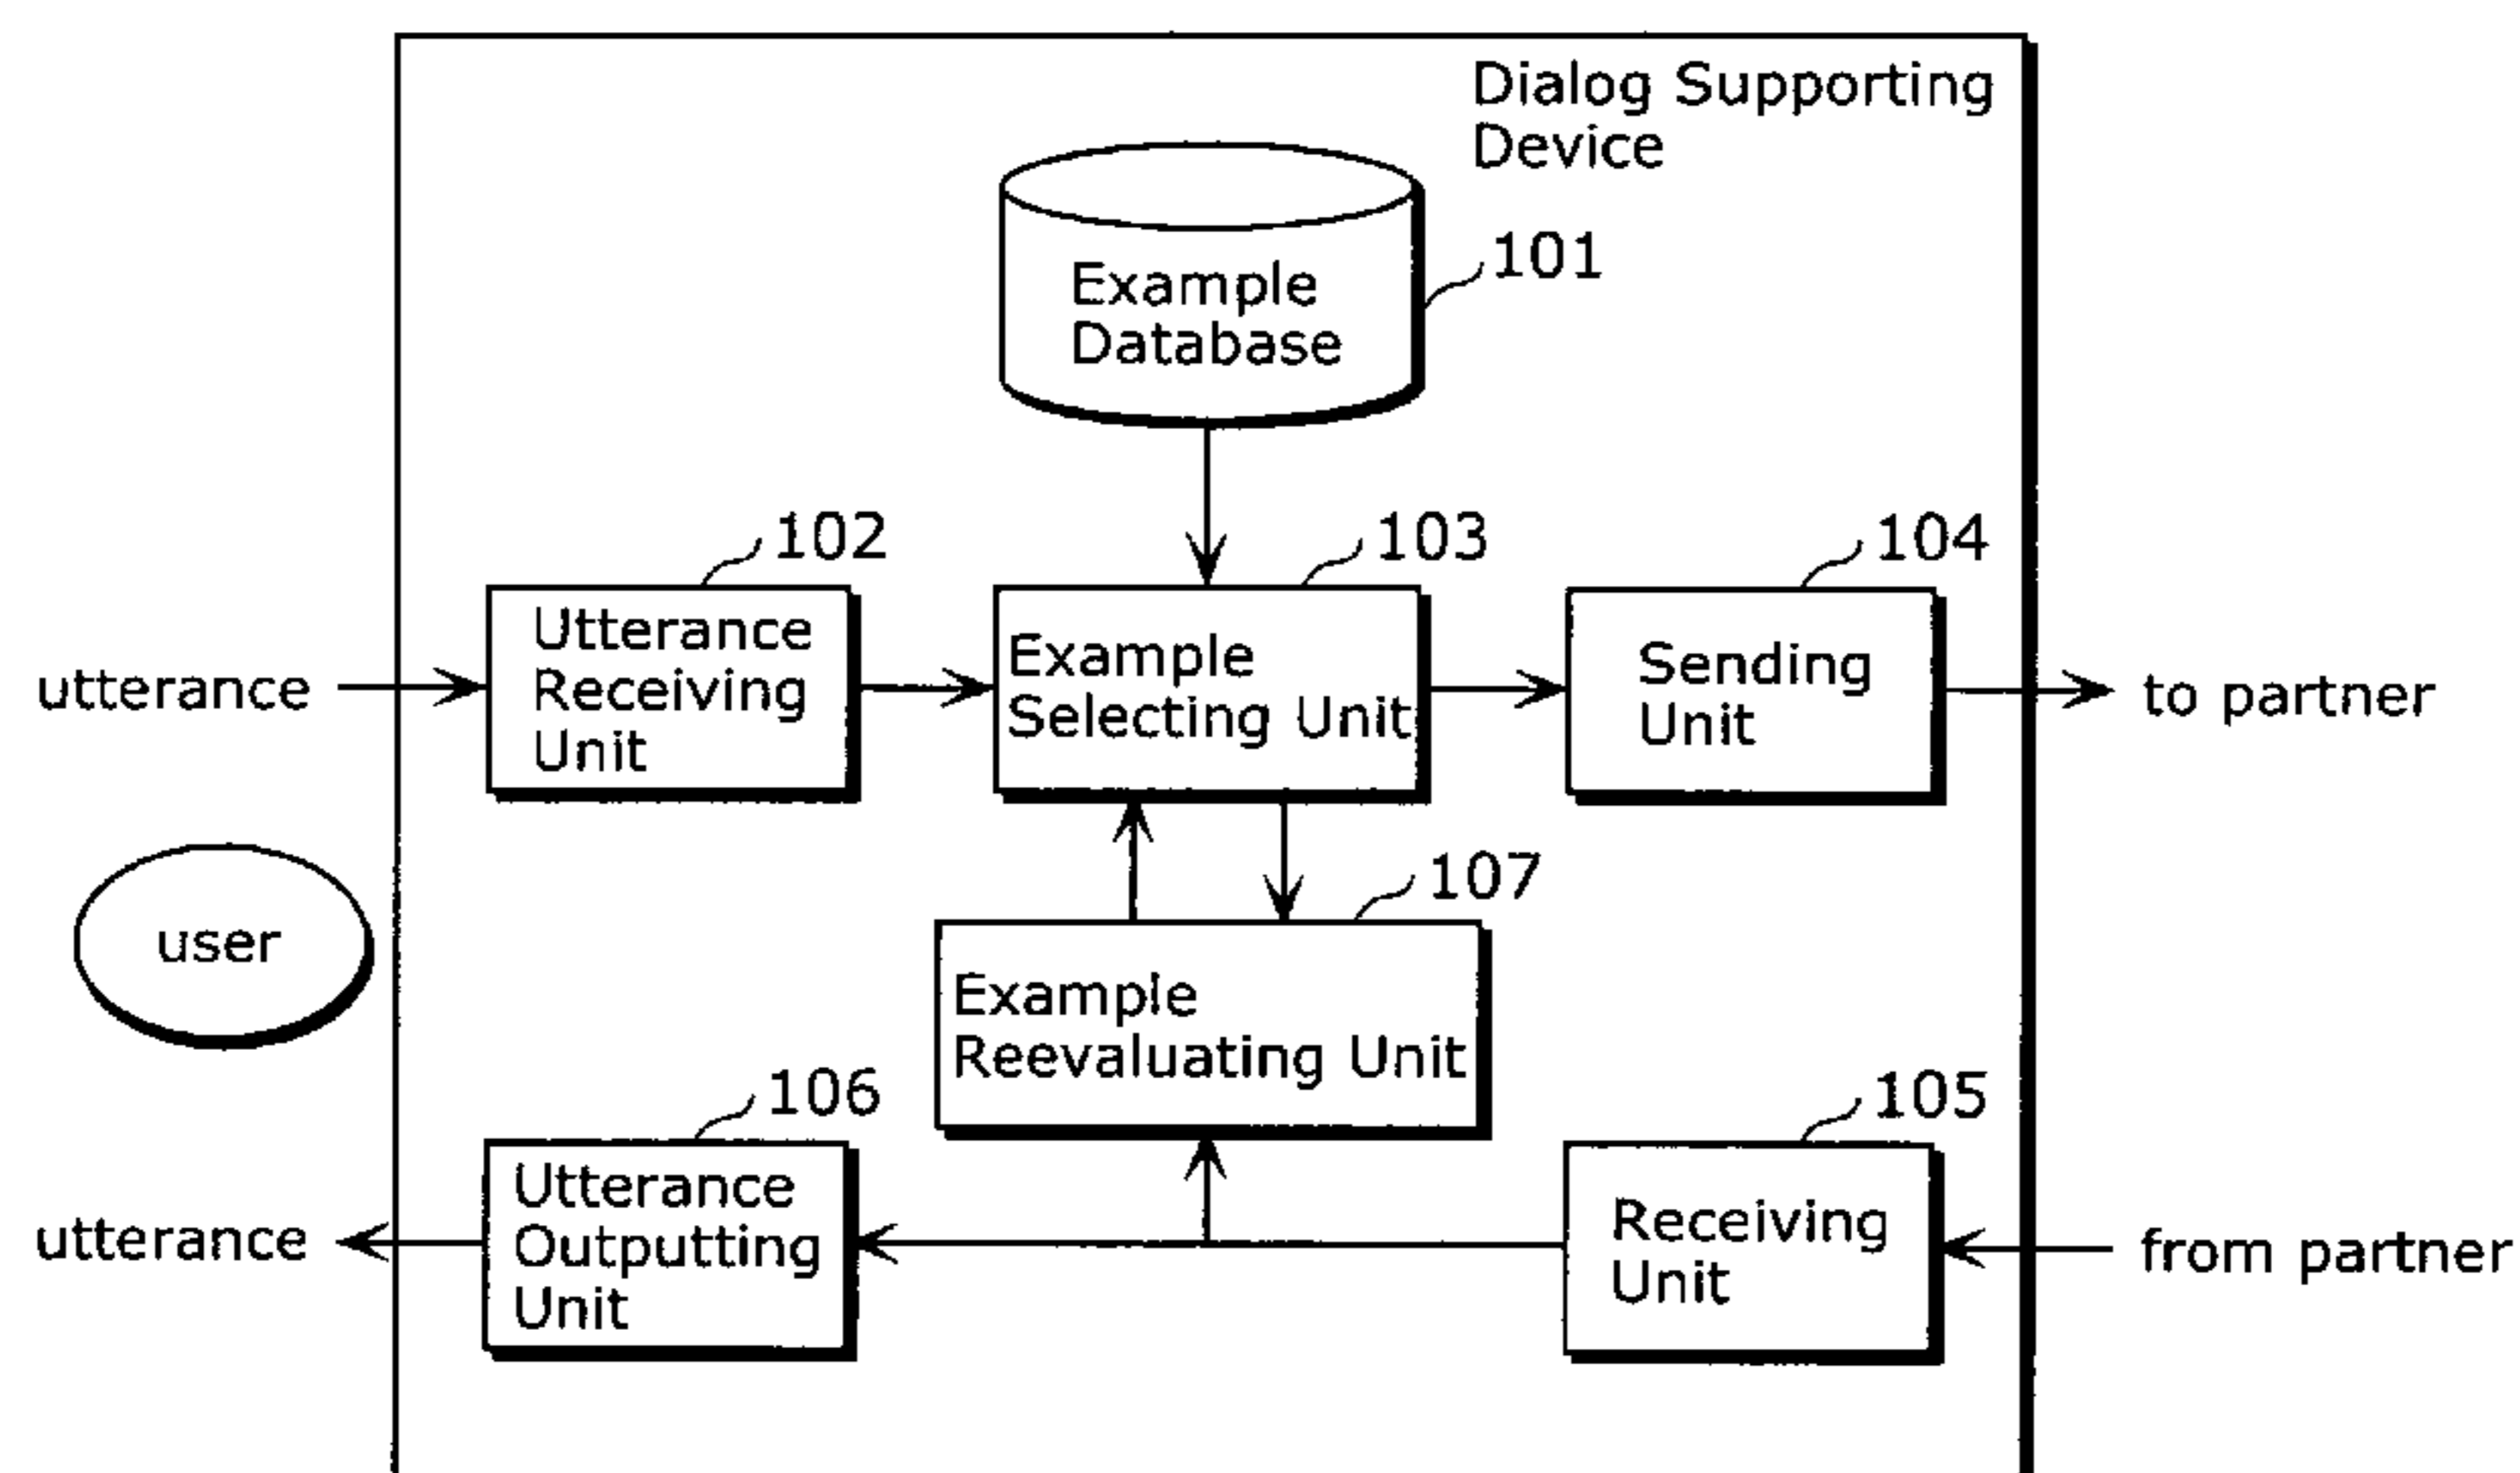 Dialog Supporting
Device
Example
Database
101
102
103
104
utterance
Utterance
Receiving
Unit
Example
Selecting Unit
Sending
Unit
to partner
user
107
Example
Reevaluating Unit
106
105
utterance
Utterance
Outputting
Unit
Receiving
Unit
from partner